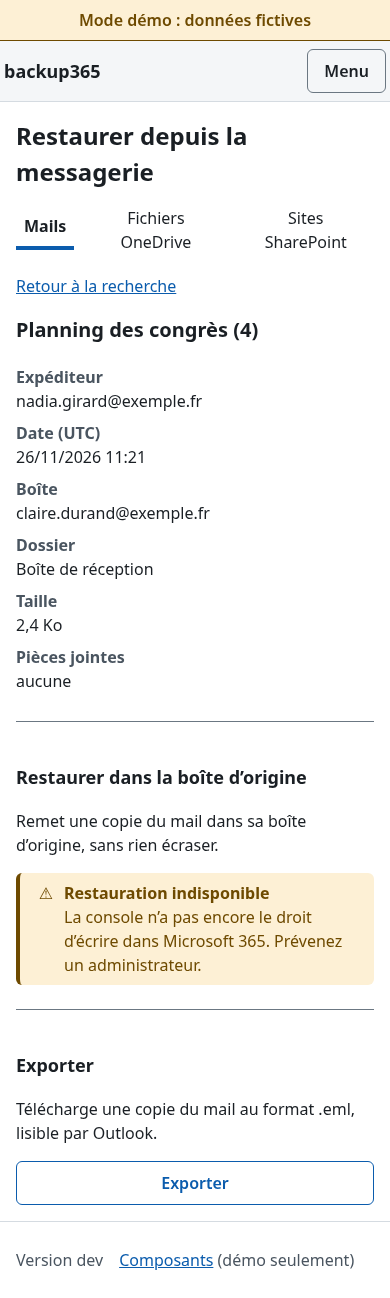 Mode démo : données fictives
backup365
Menu
Restaurer depuis la
messagerie
Mails
Fichiers
OneDrive
Sites
SharePoint
Retour à la recherche
Planning des congrès (4)
Expéditeur
nadia.girard@exemple.fr
Date (UTC)
26/11/2026 11:21
Boîte
claire.durand@exemple.fr
Dossier
Boîte de réception
Taille
2,4 Ko
Pièces jointes
aucune
Restaurer dans la boîte d’origine
Remet une copie du mail dans sa boîte
d’origine, sans rien écraser.
⚠ Restauration indisponible
La console n’a pas encore le droit
d’écrire dans Microsoft 365. Prévenez
un administrateur.
Exporter
Télécharge une copie du mail au format .eml,
lisible par Outlook.
Exporter
Version dev Composants (démo seulement)